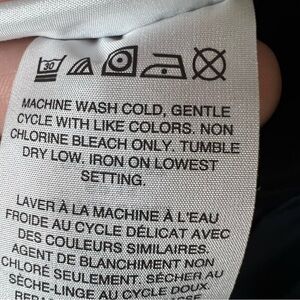 30
MACHINE WASH COLD, GENTLE
CYCLE WITH LIKE COLORS. NON
CHLORINE BLEACH ONLY. TUMBLE
DRY LOW. IRON ON LOWEST
SETTING.
LAVER À LA MACHINE À L'EAU
FROIDE AU CYCLE DÉLICAT AVEC
DES COULEURS SIMILAIRES.
AGENT DE BLANCHIMENT NON
CHLORÉ SEULEMENT. SÉCHER AU
SÈCHE-LINGE AU CYCLE DOUX.